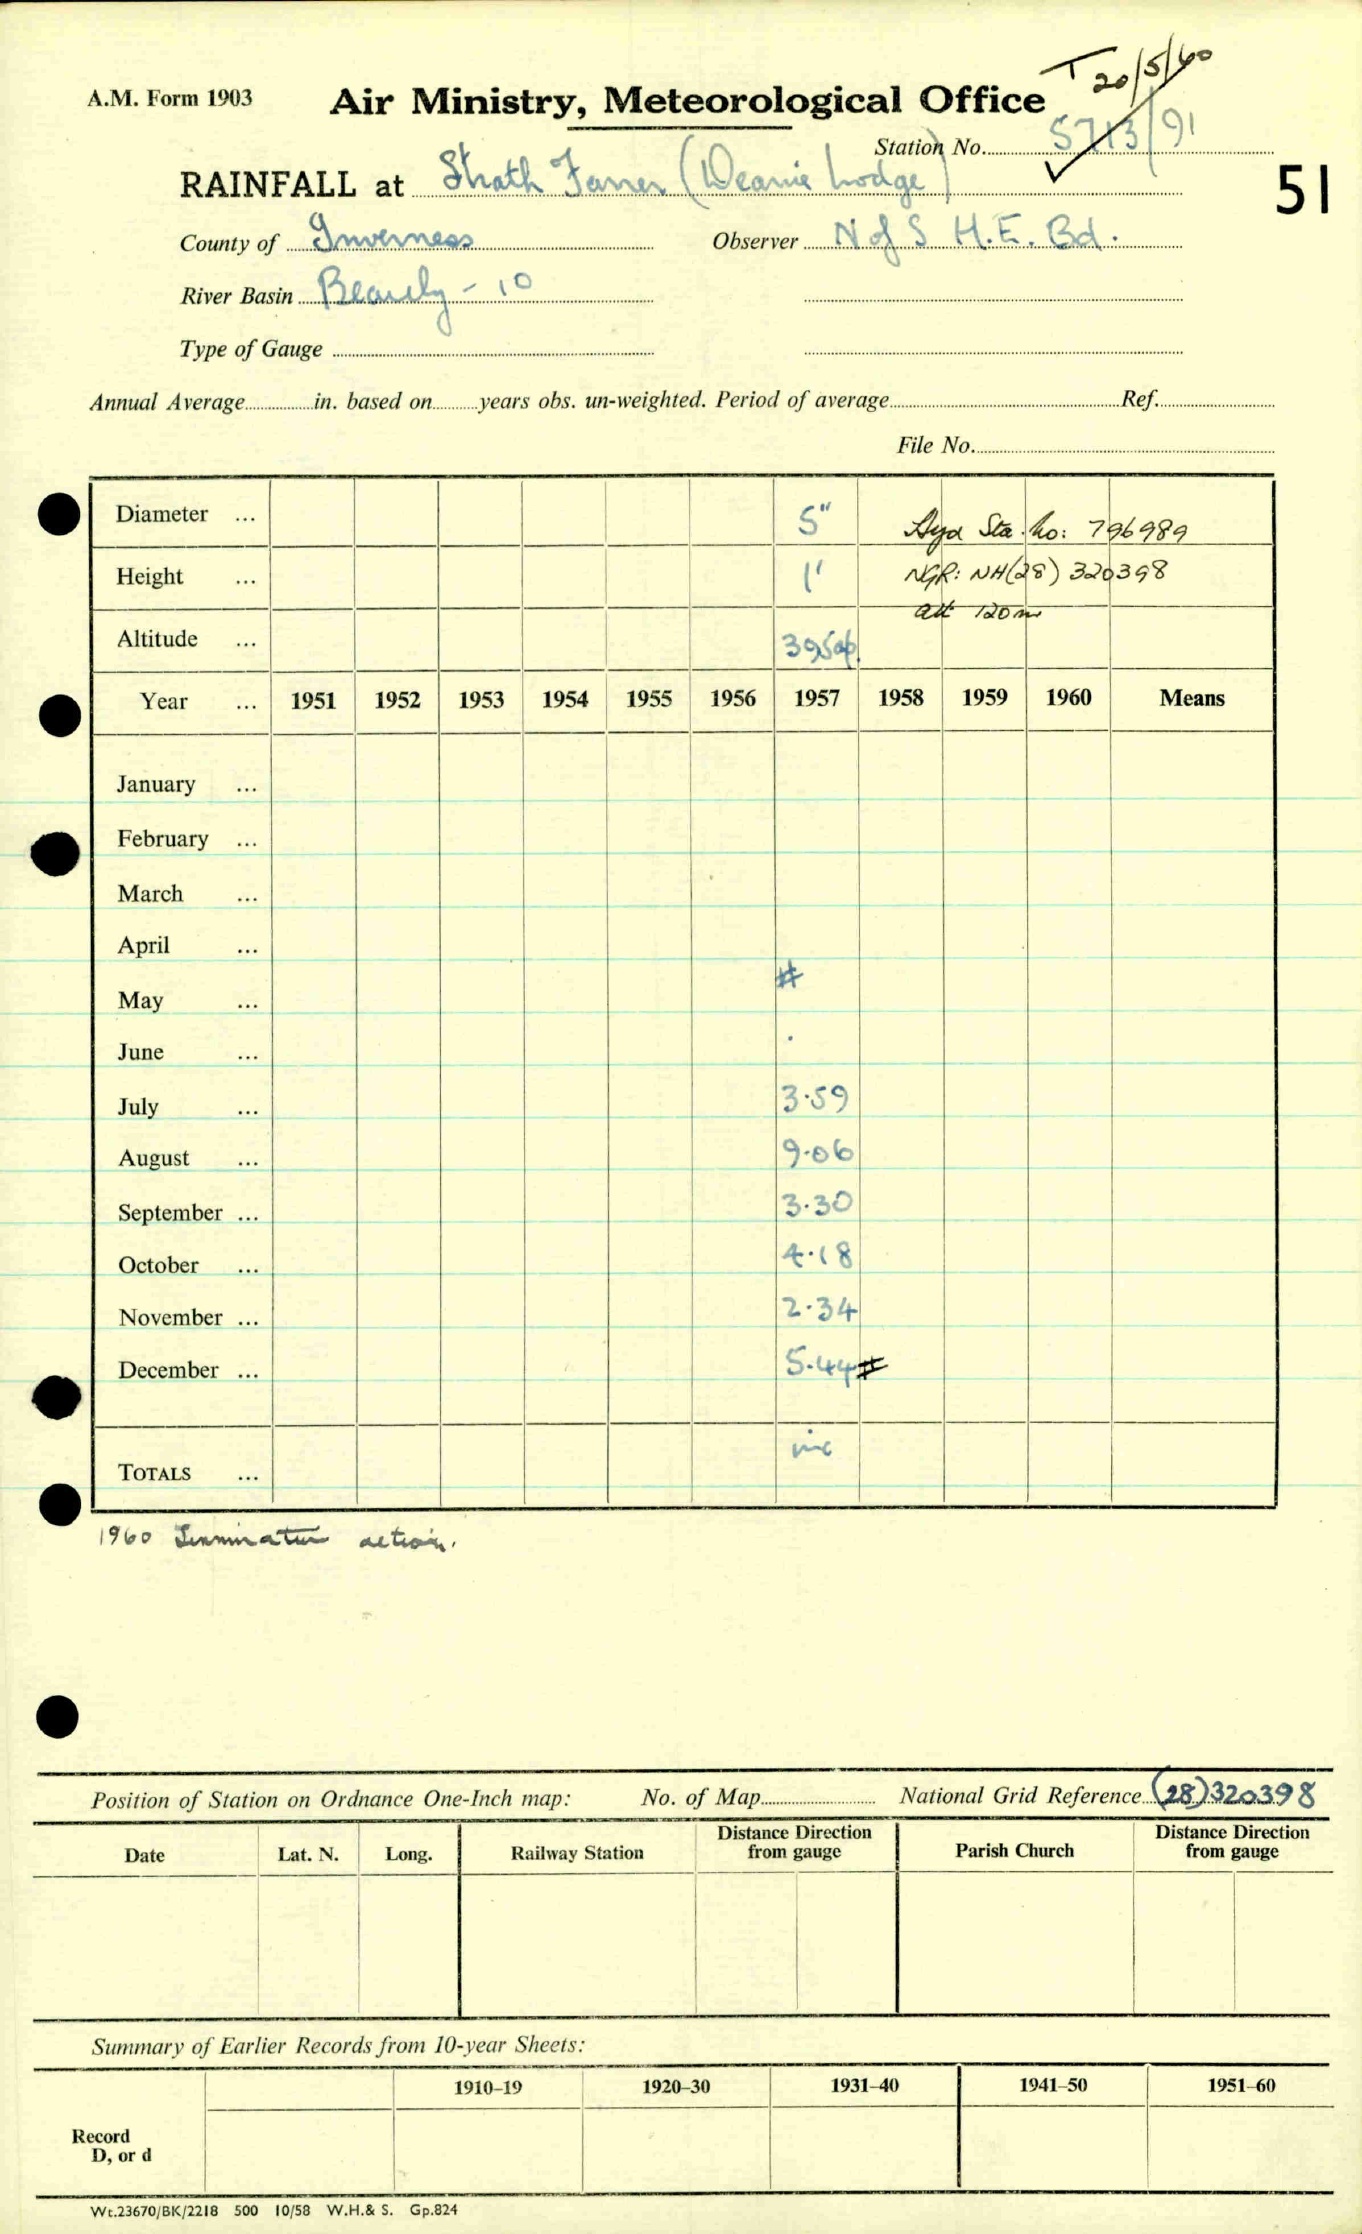 T 20/5/60
A.M. Form 1903
Air Ministry, Meteorological Office
Station No. 5713/91
51
RAINFALL at Strath Farrer (Deanie Lodge)
County of Inverness Observer N of S H.E. Bd.
River Basin Beauly - 10
Type of Gauge
Annual Average in. based on years obs. un-weighted. Period of average Ref.
File No.
Diameter ... 5" Hyd Sta. No: 796989
Height ... 1' NGR: NH(28) 320398
alt 120m
Altitude ... 395
Year ... 1951 1952 1953 1954 1955 1956 1957 1958 1959 1960 Means
January ...
February ...
March ...
April ...
#
May ...
June ... .
July ... 3.59
August ... 9.06
September ... 3.30
October ... 4.18
November ... 2.34
December ... 5.44#
TOTALS ... inc
1960 Termination action.
Position of Station on Ordnance One-Inch map: No. of Map National Grid Reference (28)320398
Date Lat. N. Long. Railway Station Distance Direction from gauge Parish Church Distance Direction from gauge
Summary of Earlier Records from 10-year Sheets:
1910–19 1920–30 1931–40 1941–50 1951–60
Record
D, or d
Wt.23670/BK/2218 500 10/58 W.H.& S. Gp.824